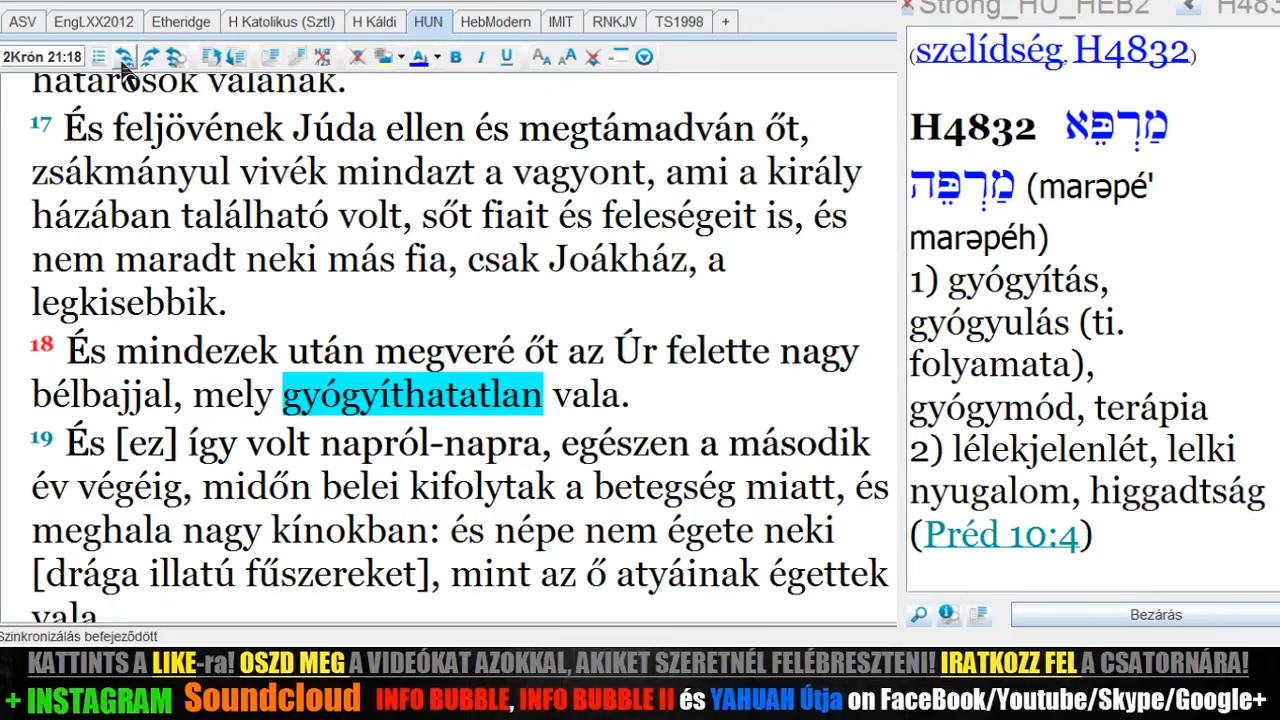 ASV EngLXX2012 Etheridge H Katolikus (Sztl) H Káldi HUN HebModern IMIT RNKJV TS1998 +
Strong_HU_HEB2 H483
2Krón 21:18
határosok valának.
17 És feljövének Júda ellen és megtámadván őt,
zsákmányul vivék mindazt a vagyont, ami a király
házában található volt, sőt fiait és feleségeit is, és
nem maradt neki más fia, csak Joákház, a
legkisebbik.
18 És mindezek után megveré őt az Úr felette nagy
bélbajjal, mely gyógyíthatatlan vala.
19 És [ez] így volt napról-napra, egészen a második
év végéig, midőn belei kifolytak a betegség miatt, és
meghala nagy kínokban: és népe nem égete neki
[drága illatú fűszereket], mint az ő atyáinak égettek
vala
(szelídség, H4832)
H4832 מַרְפֵּא
מַרְפֵּה (marəpé'
marəpéh)
1) gyógyítás,
gyógyulás (ti.
folyamata),
gyógymód, terápia
2) lélekjelenlét, lelki
nyugalom, higgadtság
(Préd 10:4)
Bezárás
Szinkronizálás befejeződött
KATTINTS A LIKE-ra! OSZD MEG A VIDEÓKAT AZOKKAL, AKIKET SZERETNÉL FELÉBRESZTENI! IRATKOZZ FEL A CSATORNÁRA!
+ INSTAGRAM Soundcloud INFO BUBBLE, INFO BUBBLE II és YAHUAH Útja on FaceBook/Youtube/Skype/Google+